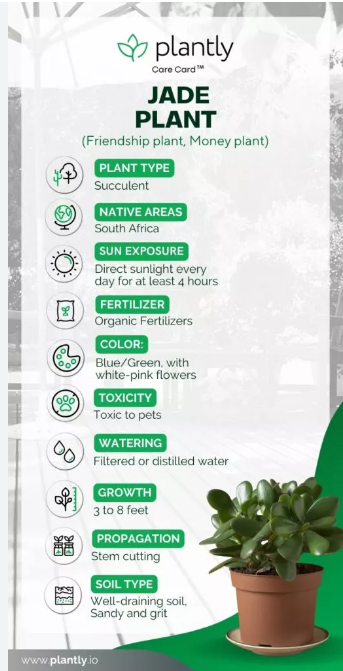 plantly
Care Card™
JADE
PLANT
(Friendship plant, Money plant)
PLANT TYPE
Succulent
NATIVE AREAS
South Africa
SUN EXPOSURE
Direct sunlight every
day for at least 4 hours
FERTILIZER
Organic Fertilizers
COLOR:
Blue/Green, with
white-pink flowers
TOXICITY
Toxic to pets
WATERING
Filtered or distilled water
GROWTH
3 to 8 feet
PROPAGATION
Stem cutting
SOIL TYPE
Well-draining soil,
Sandy and grit
www.plantly.io